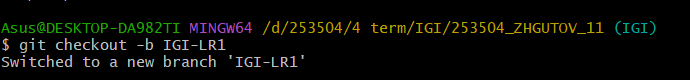 Asus@DESKTOP-DA982TI MINGW64 /d/253504/4 term/IGI/253504_ZHGUTOV_11 (IGI)
$ git checkout -b IGI-LR1
Switched to a new branch 'IGI-LR1'